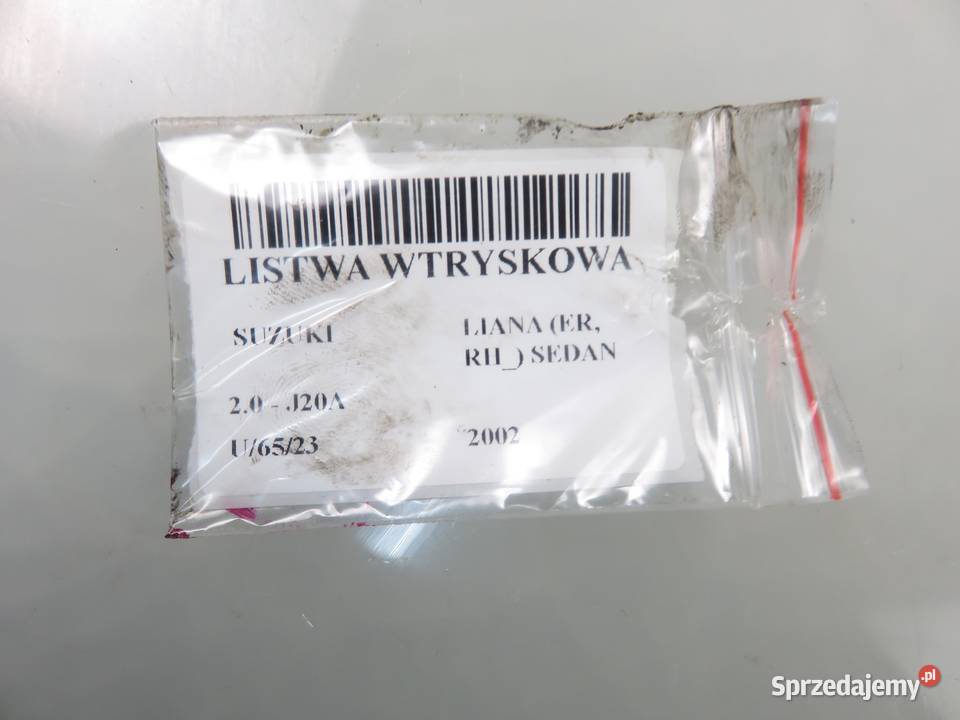 LISTWA WTRYSKOWA
SUZUKI
LIANA (ER,
RH_) SEDAN
2.0 - J20A
U/65/23
2002
Sprzedajemy.pl